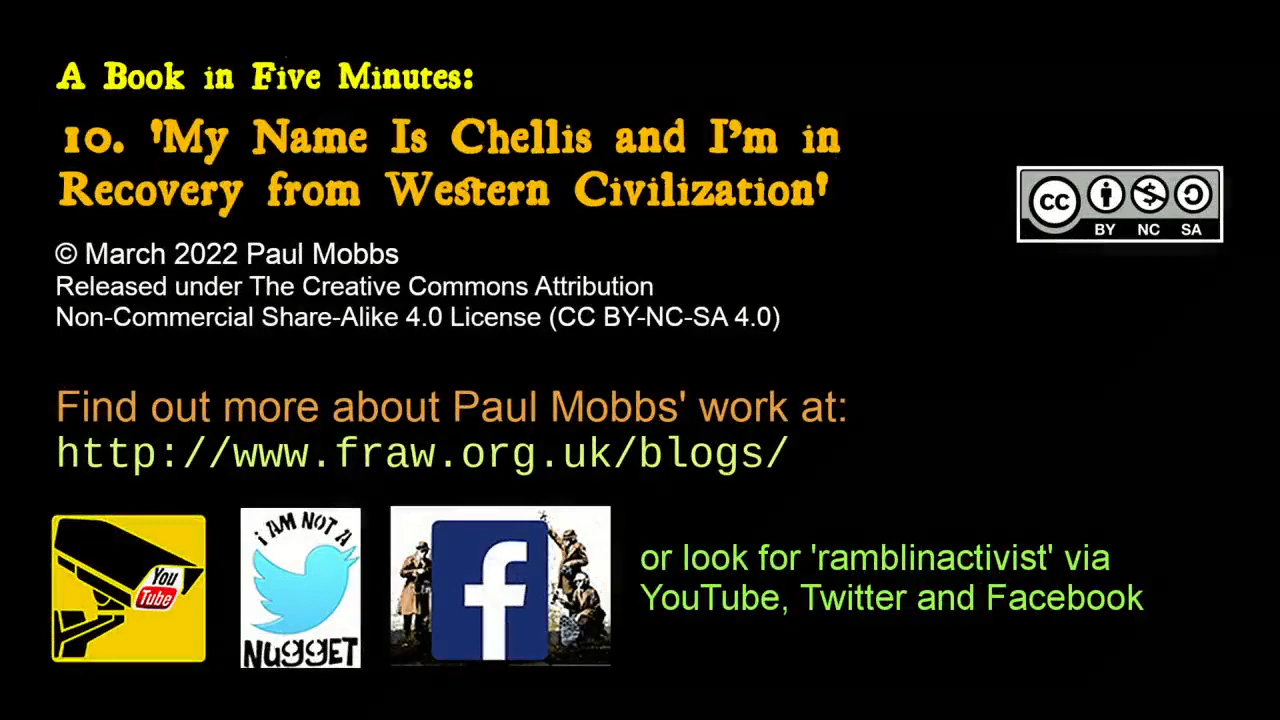 A Book in Five Minutes:
10. 'My Name Is Chellis and I'm in
Recovery from Western Civilization'
© March 2022 Paul Mobbs
Released under The Creative Commons Attribution
Non-Commercial Share-Alike 4.0 License (CC BY-NC-SA 4.0)
CC
BY NC SA
Find out more about Paul Mobbs' work at:
http://www.fraw.org.uk/blogs/
You
Tube
i AM NOT A
NUGGET
f
or look for 'ramblinactivist' via
YouTube, Twitter and Facebook